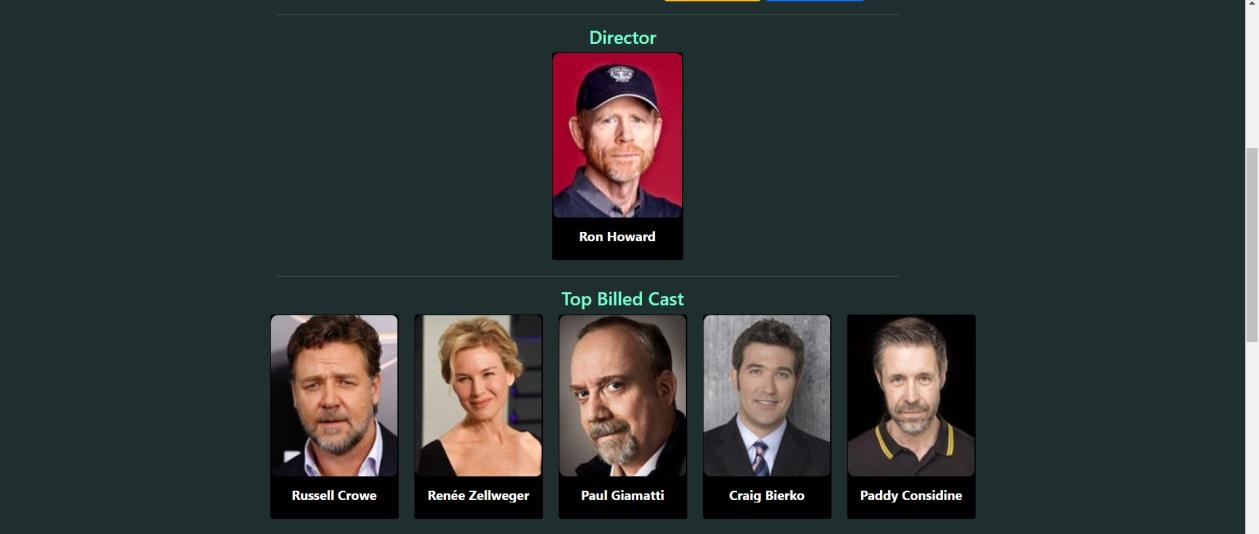 Director
Ron Howard
Top Billed Cast
Russell Crowe
Renée Zellweger
Paul Giamatti
Craig Bierko
Paddy Considine